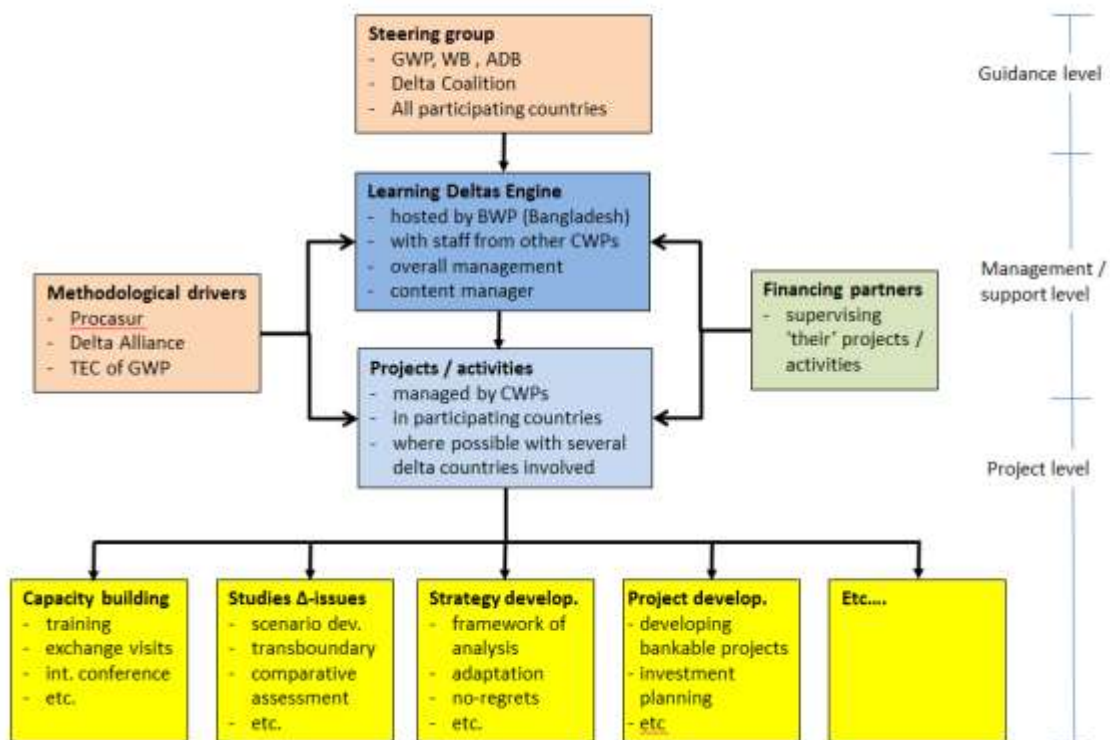 Steering group
- GWP, WB , ADB
- Delta Coalition
- All participating countries
Guidance level
Learning Deltas Engine
- hosted by BWP (Bangladesh)
- with staff from other CWPs
- overall management
- content manager
Methodological drivers
- Procasur
- Delta Alliance
- TEC of GWP
Financing partners
- supervising
'their' projects /
activities
Management /
support level
Projects / activities
- managed by CWPs
- in participating countries
- where possible with several
delta countries involved
Project level
Capacity building
- training
- exchange visits
- int. conference
- etc.
Studies Δ-issues
- scenario dev.
- transboundary
- comparative
assessment
- etc.
Strategy develop.
- framework of
analysis
- adaptation
- no-regrets
- etc.
Project develop.
- developing
bankable projects
- investment
planning
- etc
Etc....